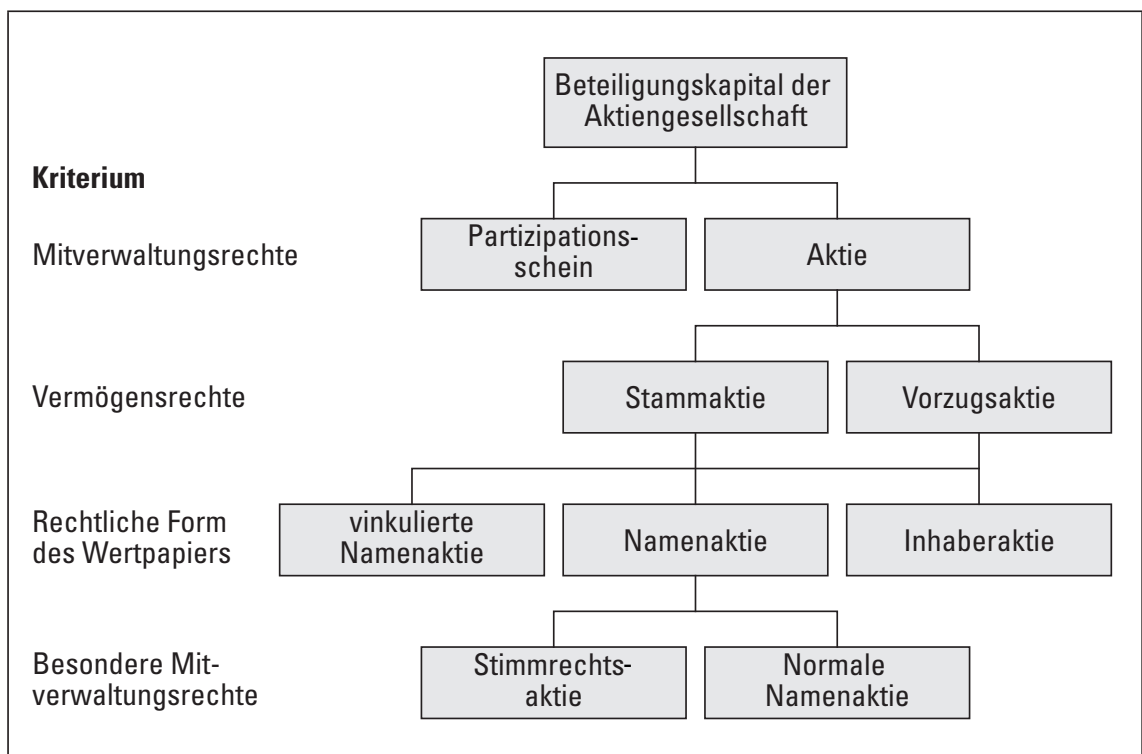 Beteiligungskapital der
Aktiengesellschaft
Kriterium
Mitverwaltungsrechte
Partizipations-
schein
Aktie
Vermögensrechte
Stammaktie
Vorzugsaktie
Rechtliche Form
des Wertpapiers
vinkulierte
Namenaktie
Namenaktie
Inhaberaktie
Besondere Mit-
verwaltungsrechte
Stimmrechts-
aktie
Normale
Namenaktie